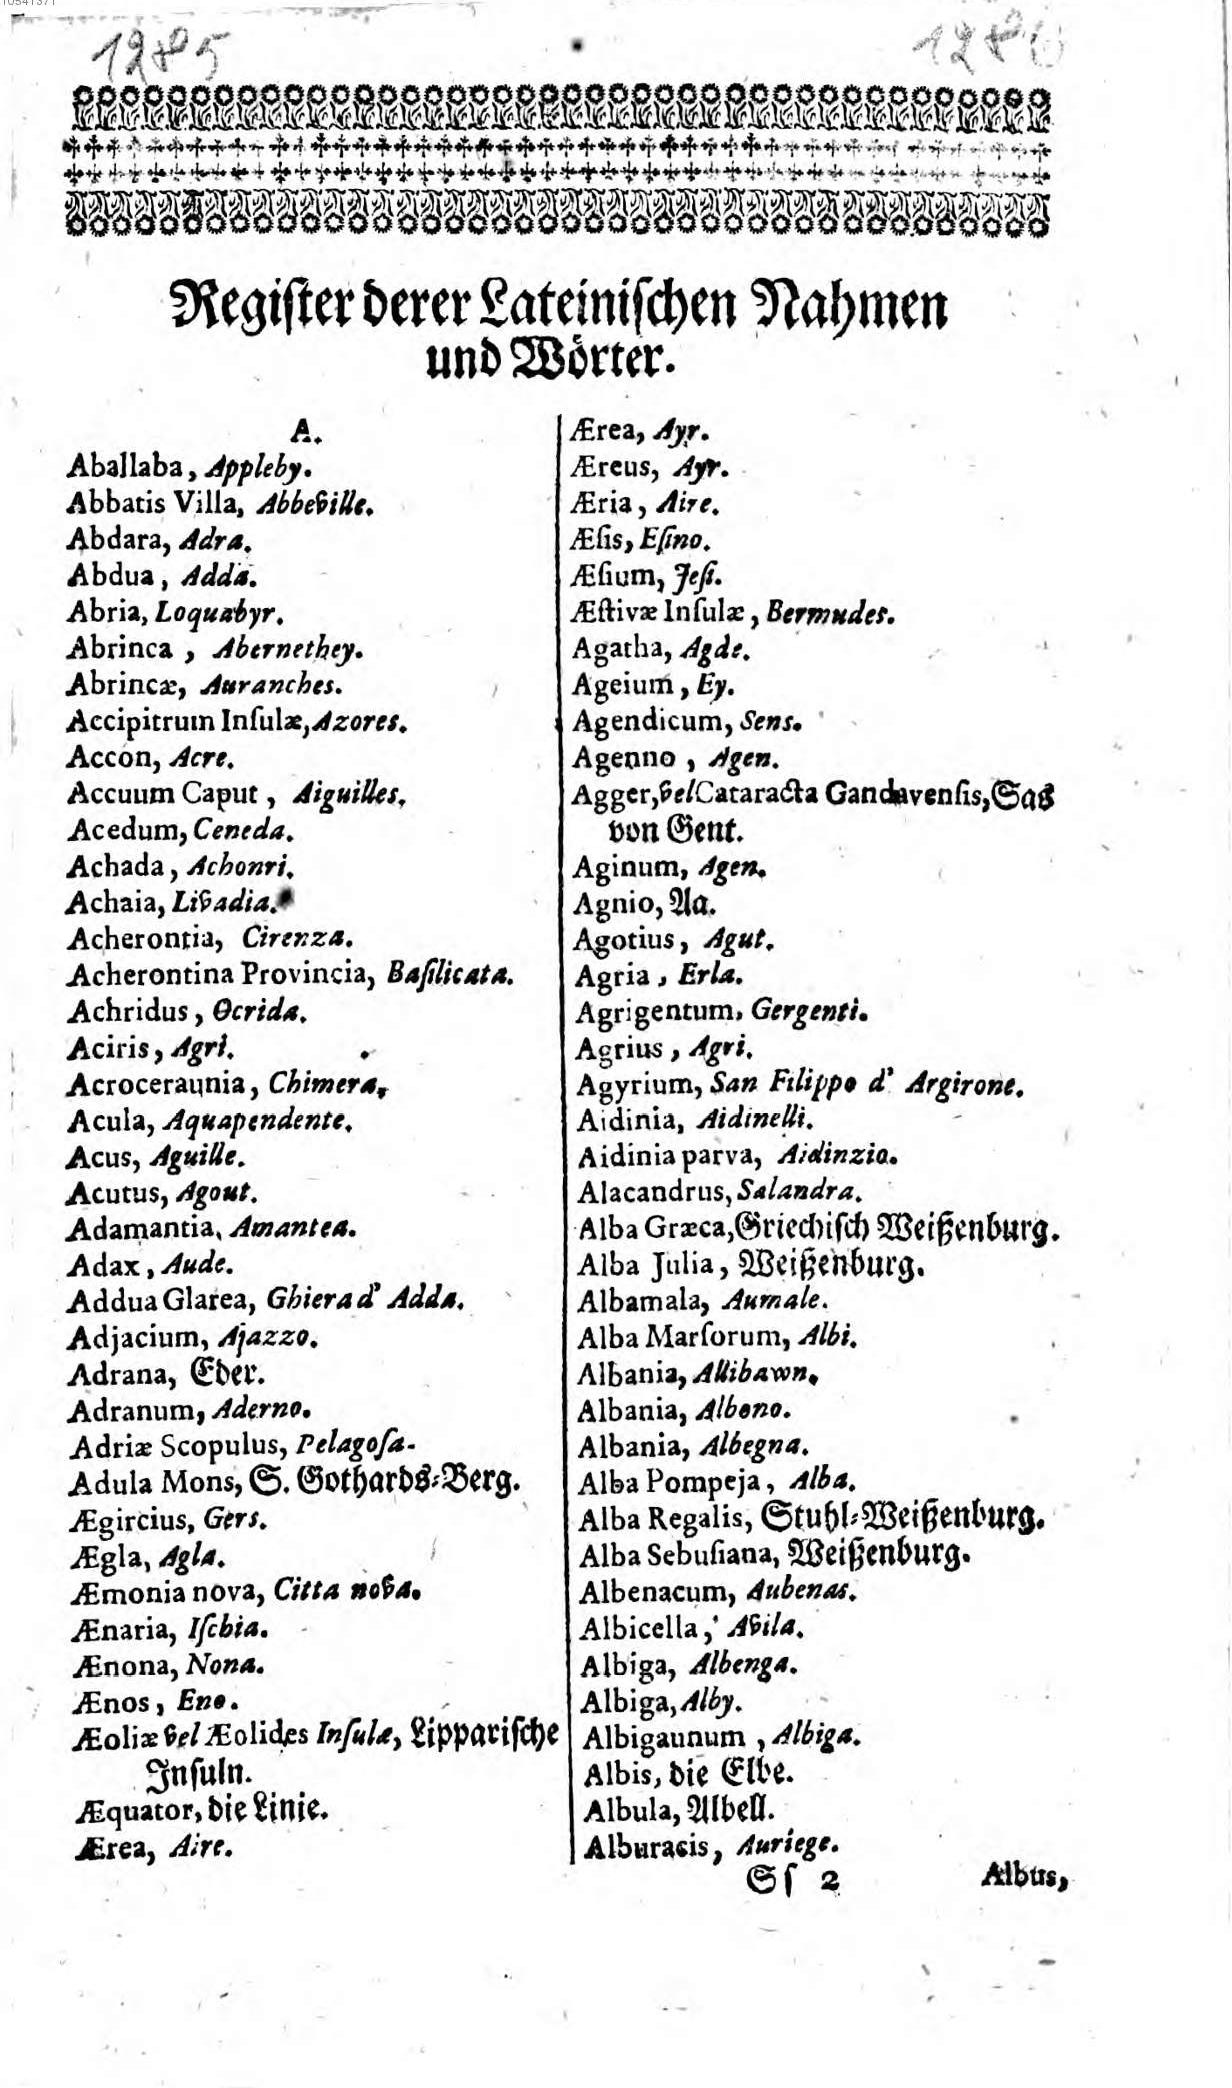 10541371
1285
1286
Regiſter derer Lateiniſchen Nahmen
und Wörter.
A.
Aballaba, Appleby.
Abbatis Villa, Abbeville.
Abdara, Adra.
Abdua, Adda.
Abria, Loquabyr.
Abrinca, Abernethey.
Abrincæ, Auranches.
Accipitrum Inſulæ, Azores.
Accon, Acre.
Accuum Caput, Aiguilles.
Acedum, Ceneda.
Achada, Achonri.
Achaia, Livadia.
Acherontia, Cirenza.
Acherontina Provincia, Baſilicata.
Achridus, Ocrida.
Aciris, Agri.
Acroceraunia, Chimera.
Acula, Aquapendente.
Acus, Aguille.
Acutus, Agout.
Adamantia, Amantea.
Adax, Aude.
Addua Glarea, Ghiera d' Adda.
Adjacium, Ajazzo.
Adrana, Eder.
Adranum, Aderno.
Adriæ Scopulus, Pelagoſa.
Adula Mons, S. Gothards-Berg.
Ægircius, Gers.
Ægla, Agla.
Æmonia nova, Citta nova.
Ænaria, Iſchia.
Ænona, Nona.
Ænos, Eno.
Æoliæ vel Æolides Inſulæ, Lippariſche
Inſuln.
Æquator, die Linie.
Ærea, Aire.
Ærea, Ayr.
Æreus, Ayr.
Æria, Aire.
Æſis, Eſino.
Æſium, Jeſi.
Æſtivæ Inſulæ, Bermudes.
Agatha, Agde.
Ageium, Ey.
Agendicum, Sens.
Agenno, Agen.
Agger, vel Cataracta Gandavenſis, Sas
von Gent.
Aginum, Agen.
Agnio, Aa.
Agotius, Agut.
Agria, Erla.
Agrigentum, Gergenti.
Agrius, Agri.
Agyrium, San Filippo d' Argirone.
Aidinia, Aidinelli.
Aidinia parva, Aidinzio.
Alacandrus, Salandra.
Alba Græca, Griechiſch Weißenburg.
Alba Julia, Weißenburg.
Albamala, Aumale.
Alba Marſorum, Albi.
Albania, Allibawn.
Albania, Albono.
Albania, Albegna.
Alba Pompeja, Alba.
Alba Regalis, Stuhl-Weißenburg.
Alba Sebuſiana, Weißenburg.
Albenacum, Aubenas.
Albicella, Avila.
Albiga, Albenga.
Albiga, Alby.
Albigaunum, Albiga.
Albis, die Elbe.
Albula, Albell.
Alburacis, Auriege.
Sſ 2
Albus,